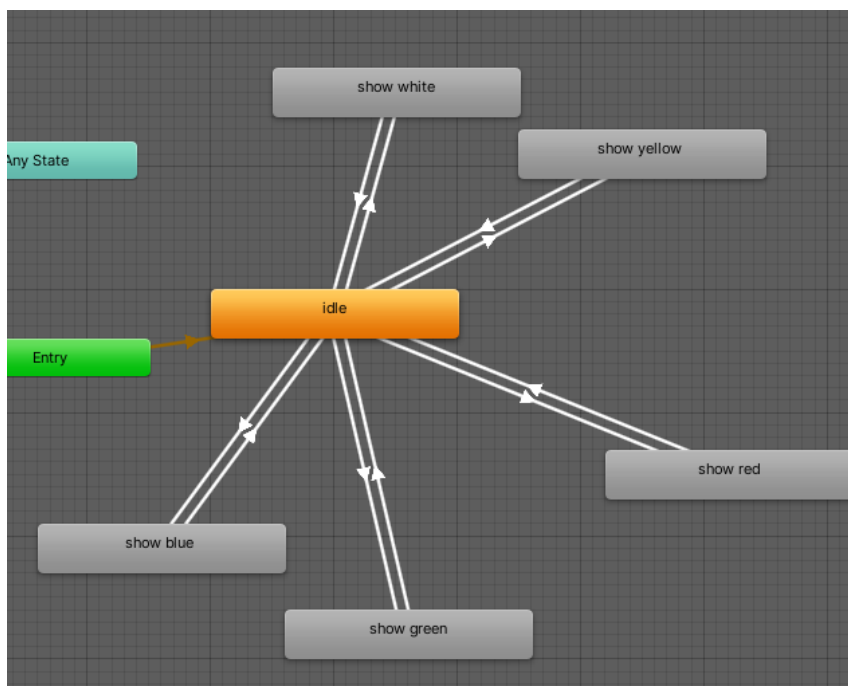 show white
show yellow
Any State
idle
Entry
show red
show blue
show green